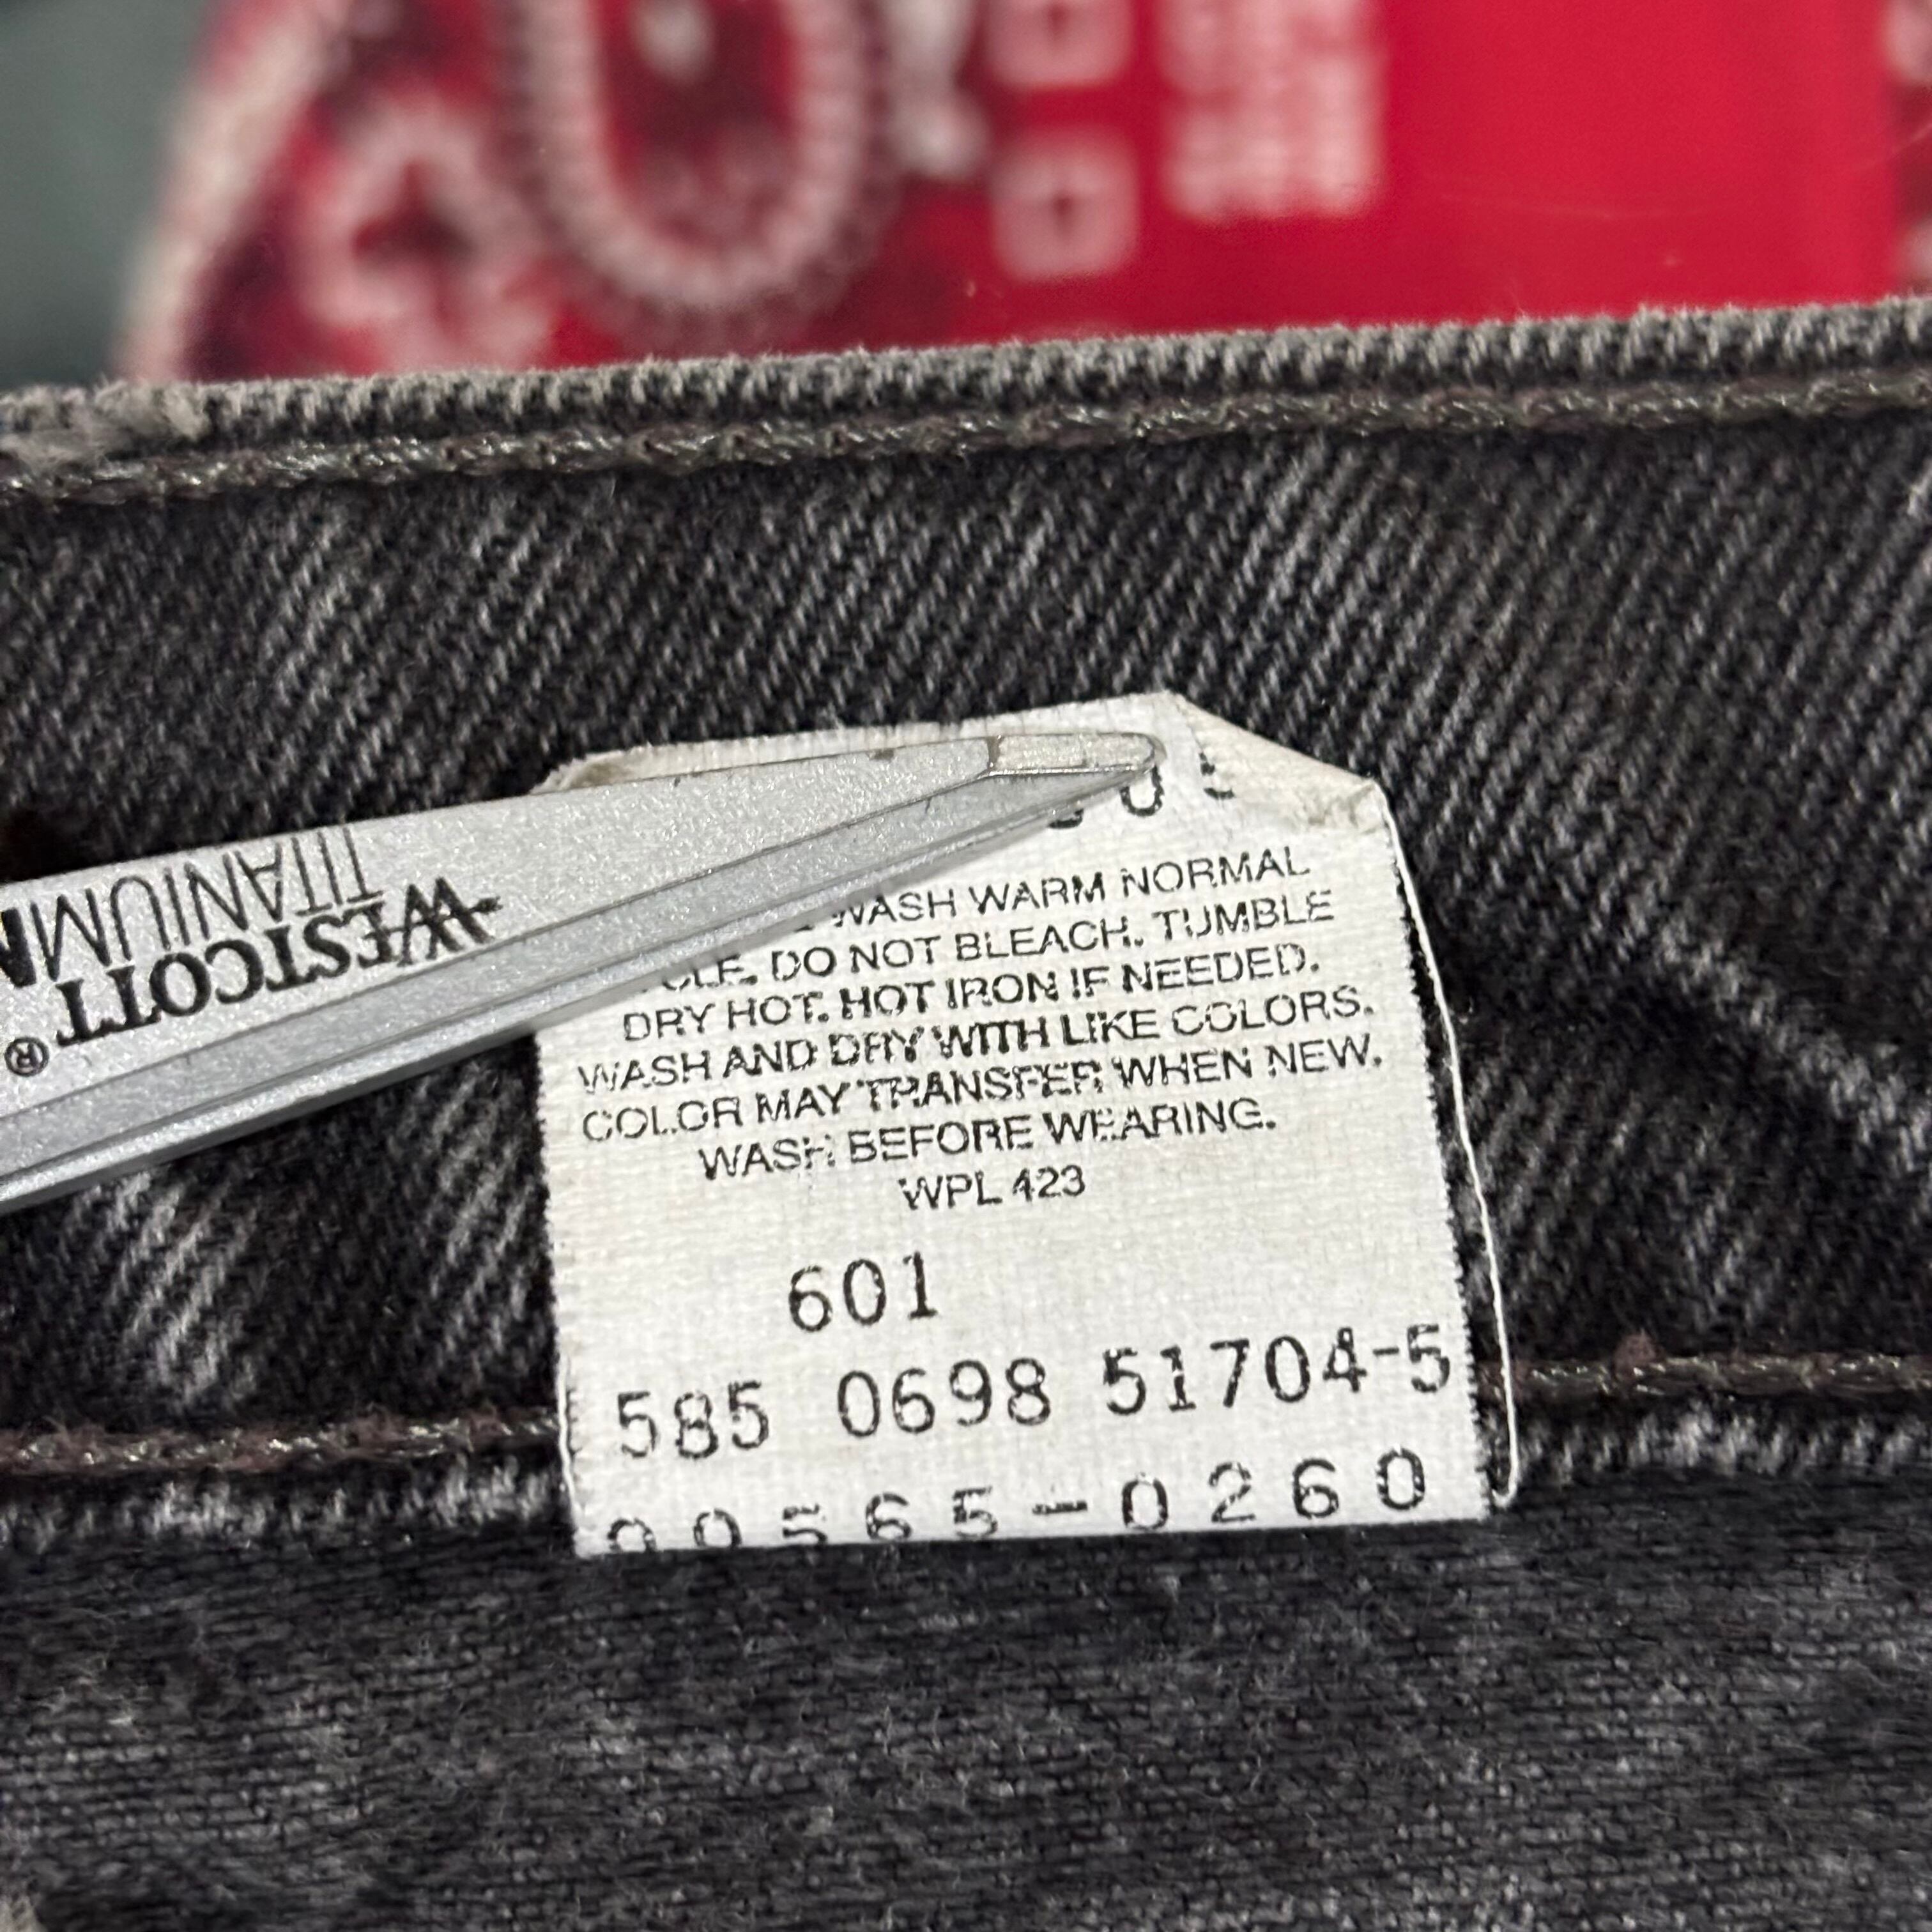 WASH WARM NORMAL
DO NOT BLEACH. TUMBLE
DRY HOT. HOT IRON IF NEEDED.
WASH AND DRY WITH LIKE COLORS.
COLOR MAY TRANSFER WHEN NEW.
WASH BEFORE WEARING.
WPL 423
601
585 0698 51704-5
00565-0260
WESTCOTT®
TITANIUM